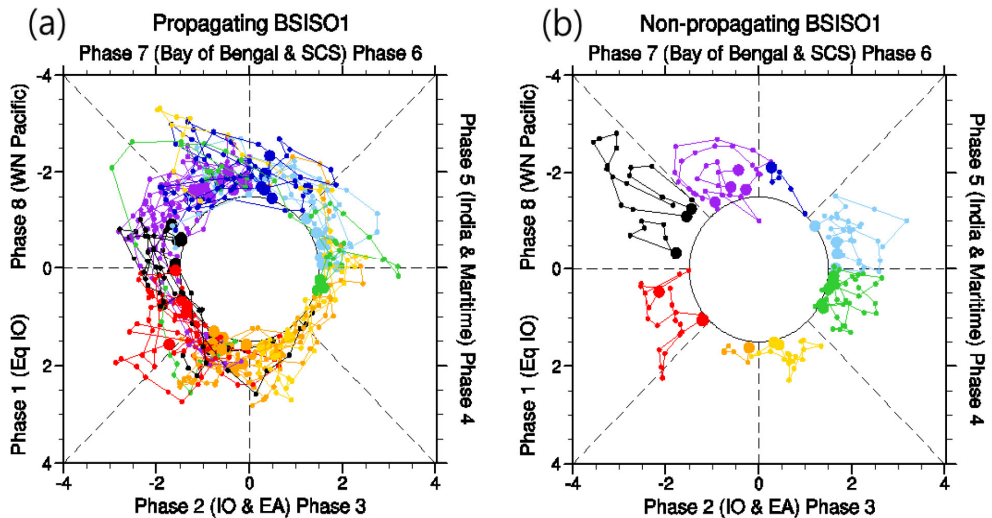 (a) Propagating BSISO1
Phase 7 (Bay of Bengal & SCS) Phase 6
-4
-2
0
2
4
Phase 1 (Eq IO) Phase 8 (WN Pacific)
Phase 5 (India & Maritime) Phase 4
-4 -2 0 2 4
Phase 2 (IO & EA) Phase 3
(b) Non-propagating BSISO1
Phase 7 (Bay of Bengal & SCS) Phase 6
-4
-2
0
2
4
Phase 1 (Eq IO) Phase 8 (WN Pacific)
Phase 5 (India & Maritime) Phase 4
-4 -2 0 2 4
Phase 2 (IO & EA) Phase 3